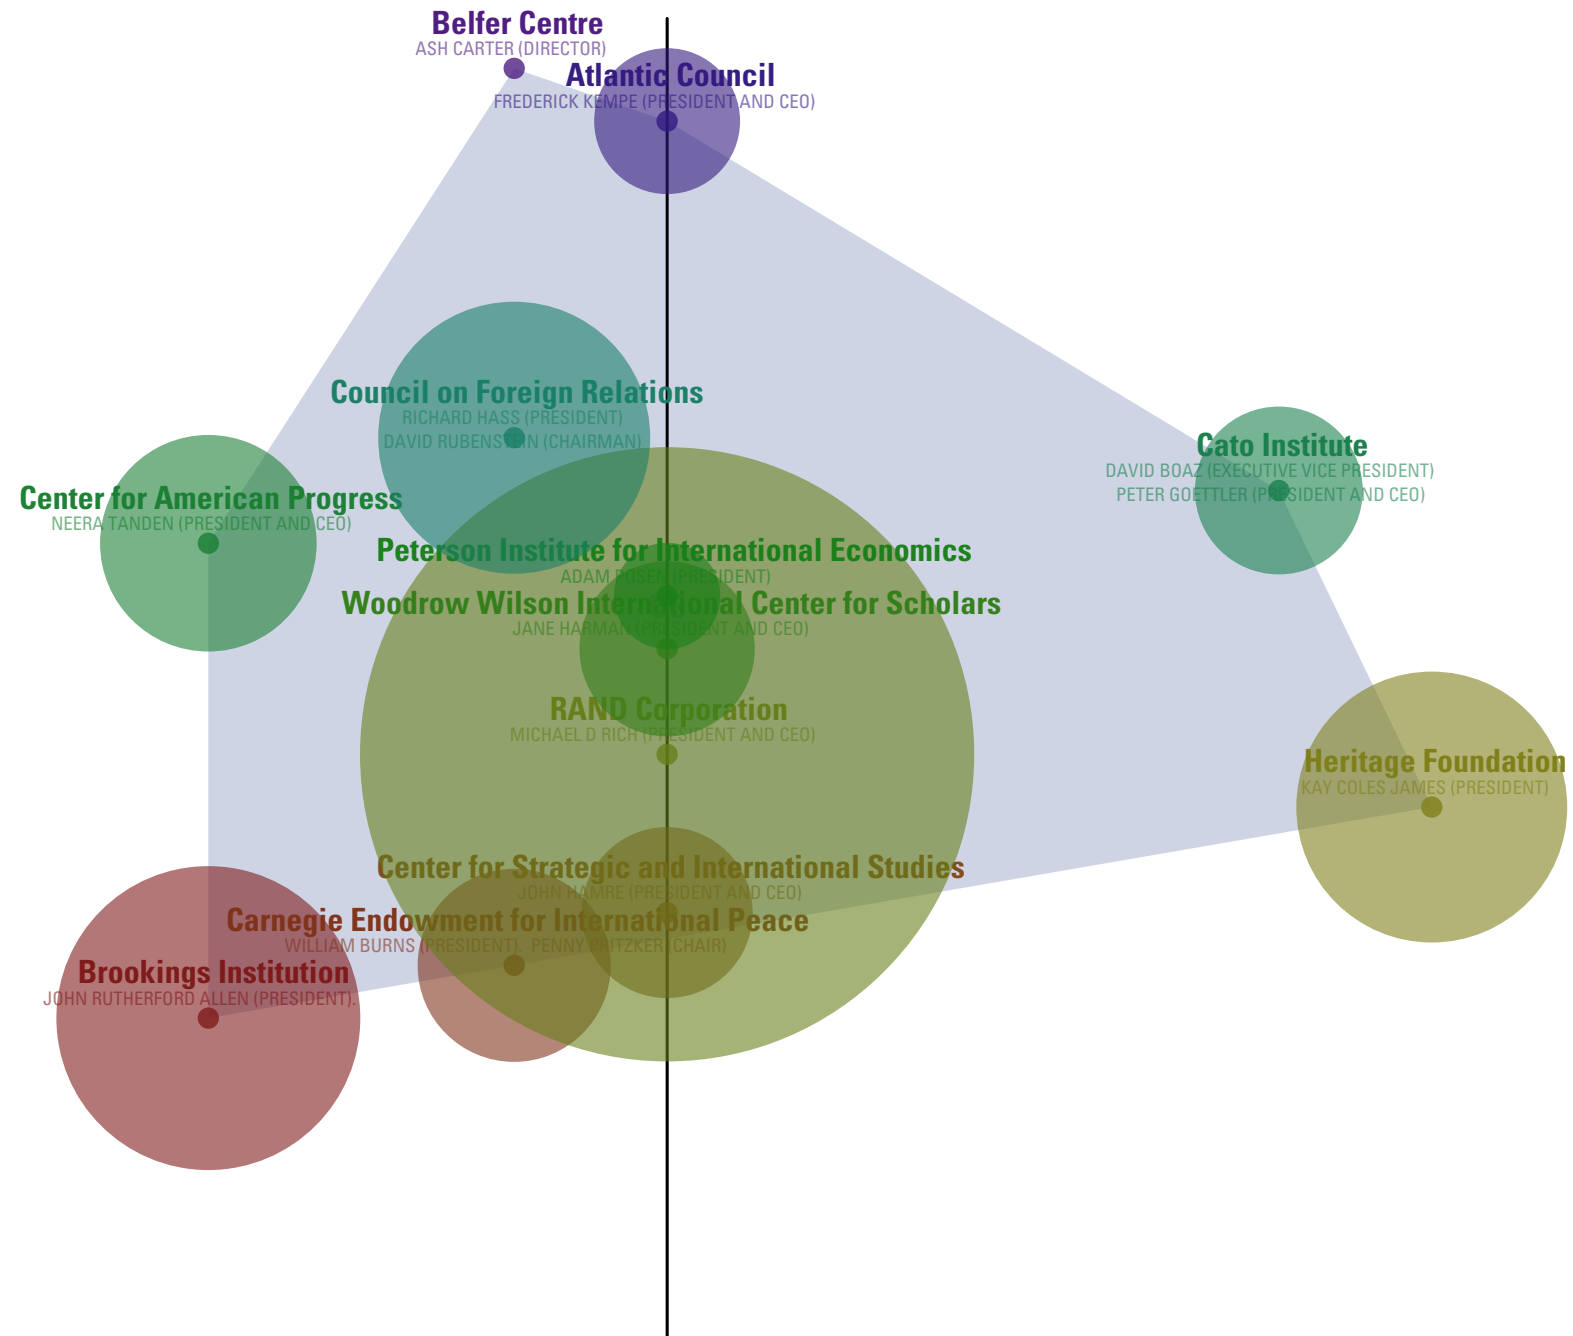 Belfer Centre
ASH CARTER (DIRECTOR)
Atlantic Council
FREDERICK KEMPE (PRESIDENT AND CEO)
Council on Foreign Relations
RICHARD HASS (PRESIDENT)
DAVID RUBENSTEIN (CHAIRMAN)
Cato Institute
DAVID BOAZ (EXECUTIVE VICE PRESIDENT)
PETER GOETTLER (PRESIDENT AND CEO)
Center for American Progress
NEERA TANDEN (PRESIDENT AND CEO)
Peterson Institute for International Economics
ADAM POSEN (PRESIDENT)
Woodrow Wilson International Center for Scholars
JANE HARMAN (PRESIDENT AND CEO)
RAND Corporation
MICHAEL D RICH (PRESIDENT AND CEO)
Heritage Foundation
KAY COLES JAMES (PRESIDENT)
Center for Strategic and International Studies
JOHN HAMRE (PRESIDENT AND CEO)
Carnegie Endowment for International Peace
WILLIAM BURNS (PRESIDENT). PENNY PRITZKER (CHAIR)
Brookings Institution
JOHN RUTHERFORD ALLEN (PRESIDENT).